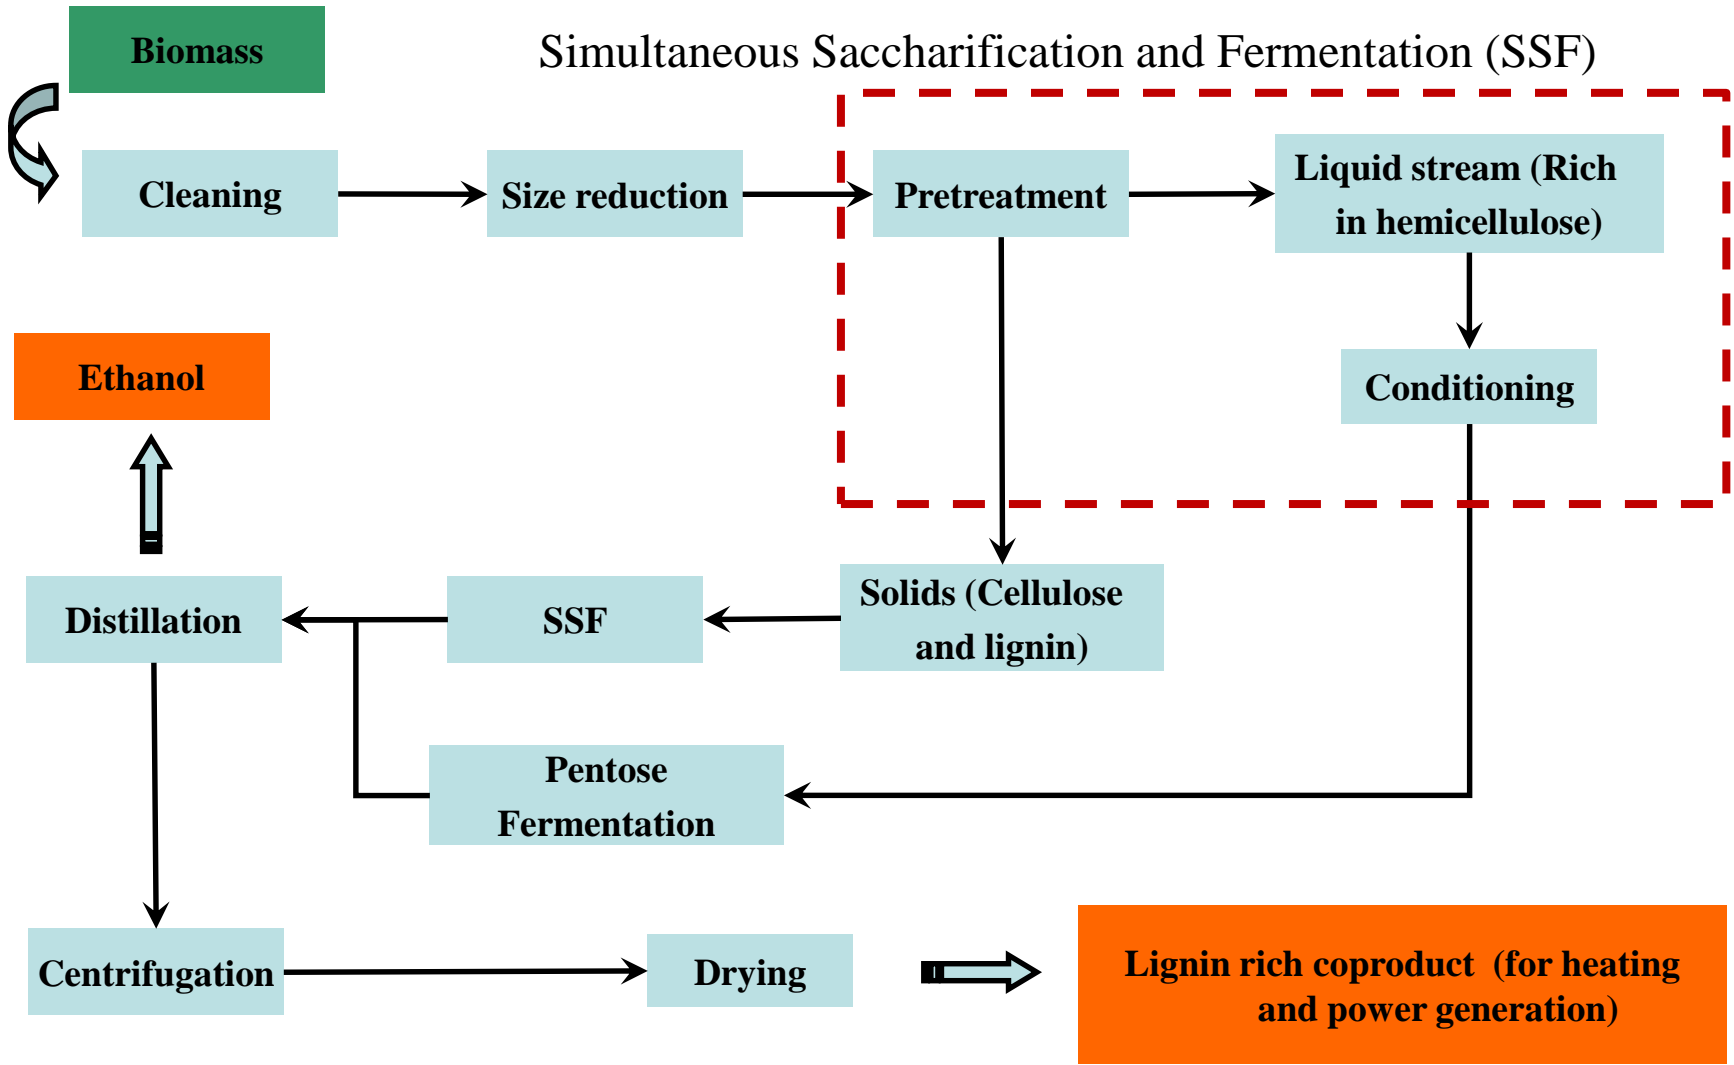 Biomass
Simultaneous Saccharification and Fermentation (SSF)
Cleaning
Size reduction
Pretreatment
Liquid stream (Rich
in hemicellulose)
Ethanol
Conditioning
Distillation
SSF
Solids (Cellulose
and lignin)
Pentose
Fermentation
Centrifugation
Drying
Lignin rich coproduct (for heating
and power generation)